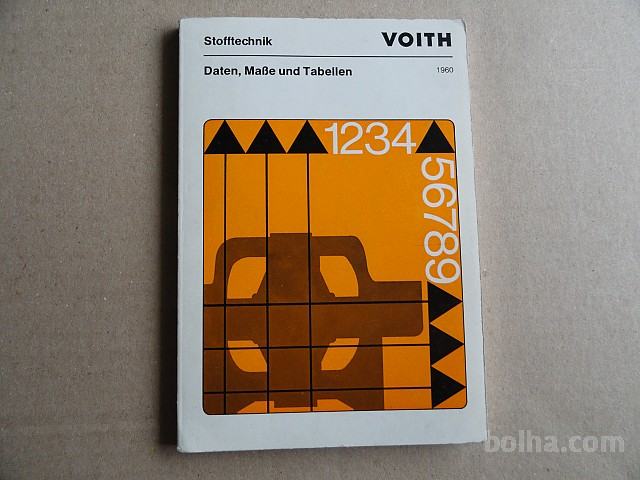 Stofftechnik VOITH
Daten, Maße und Tabellen 1960
1234
56789
bolha.com